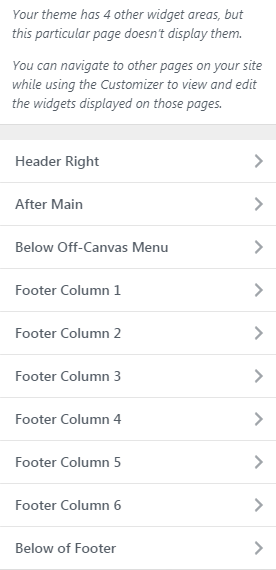 Your theme has 4 other widget areas, but
this particular page doesn't display them.
You can navigate to other pages on your site
while using the Customizer to view and edit
the widgets displayed on those pages.
Header Right
After Main
Below Off-Canvas Menu
Footer Column 1
Footer Column 2
Footer Column 3
Footer Column 4
Footer Column 5
Footer Column 6
Below of Footer